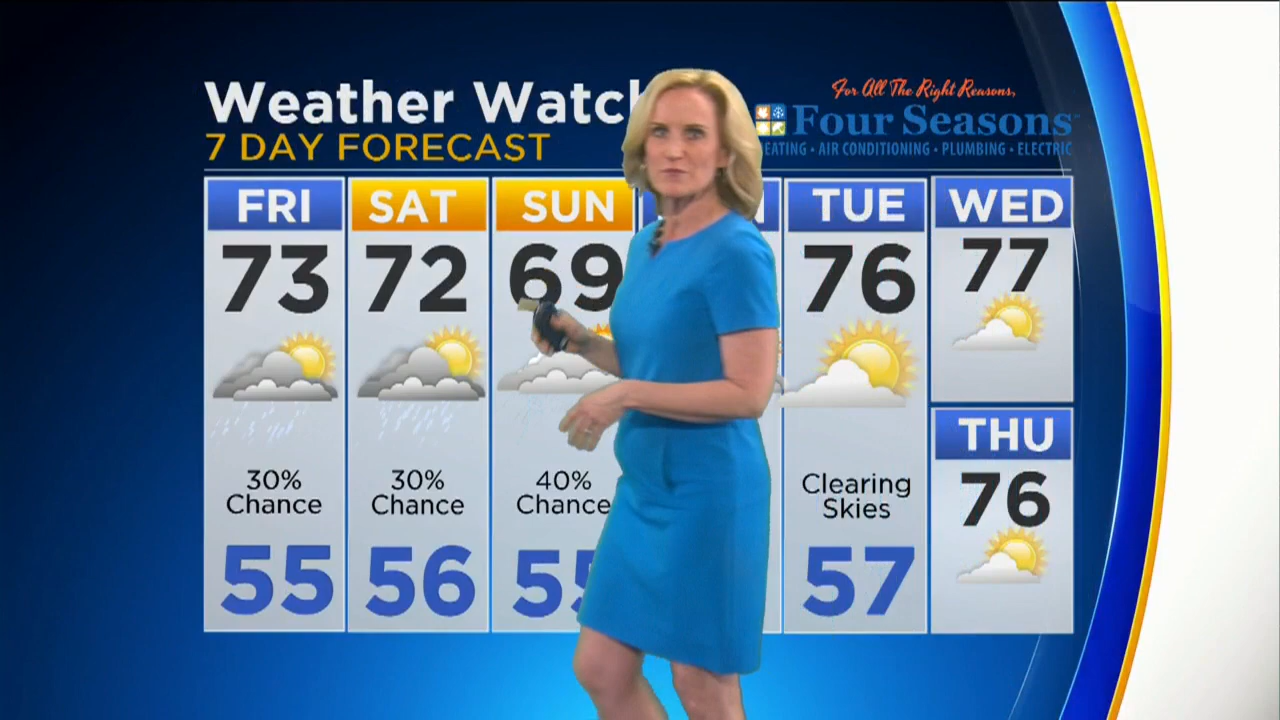 Weather Watch
7 DAY FORECAST
For All The Right Reasons.
Four Seasons
HEATING • AIR CONDITIONING • PLUMBING • ELECTRIC
FRI SAT SUN TUE WED
73 72 69 76 77
30% Chance
30% Chance
40% Chance
Clearing Skies
THU
76
55 56 55 57